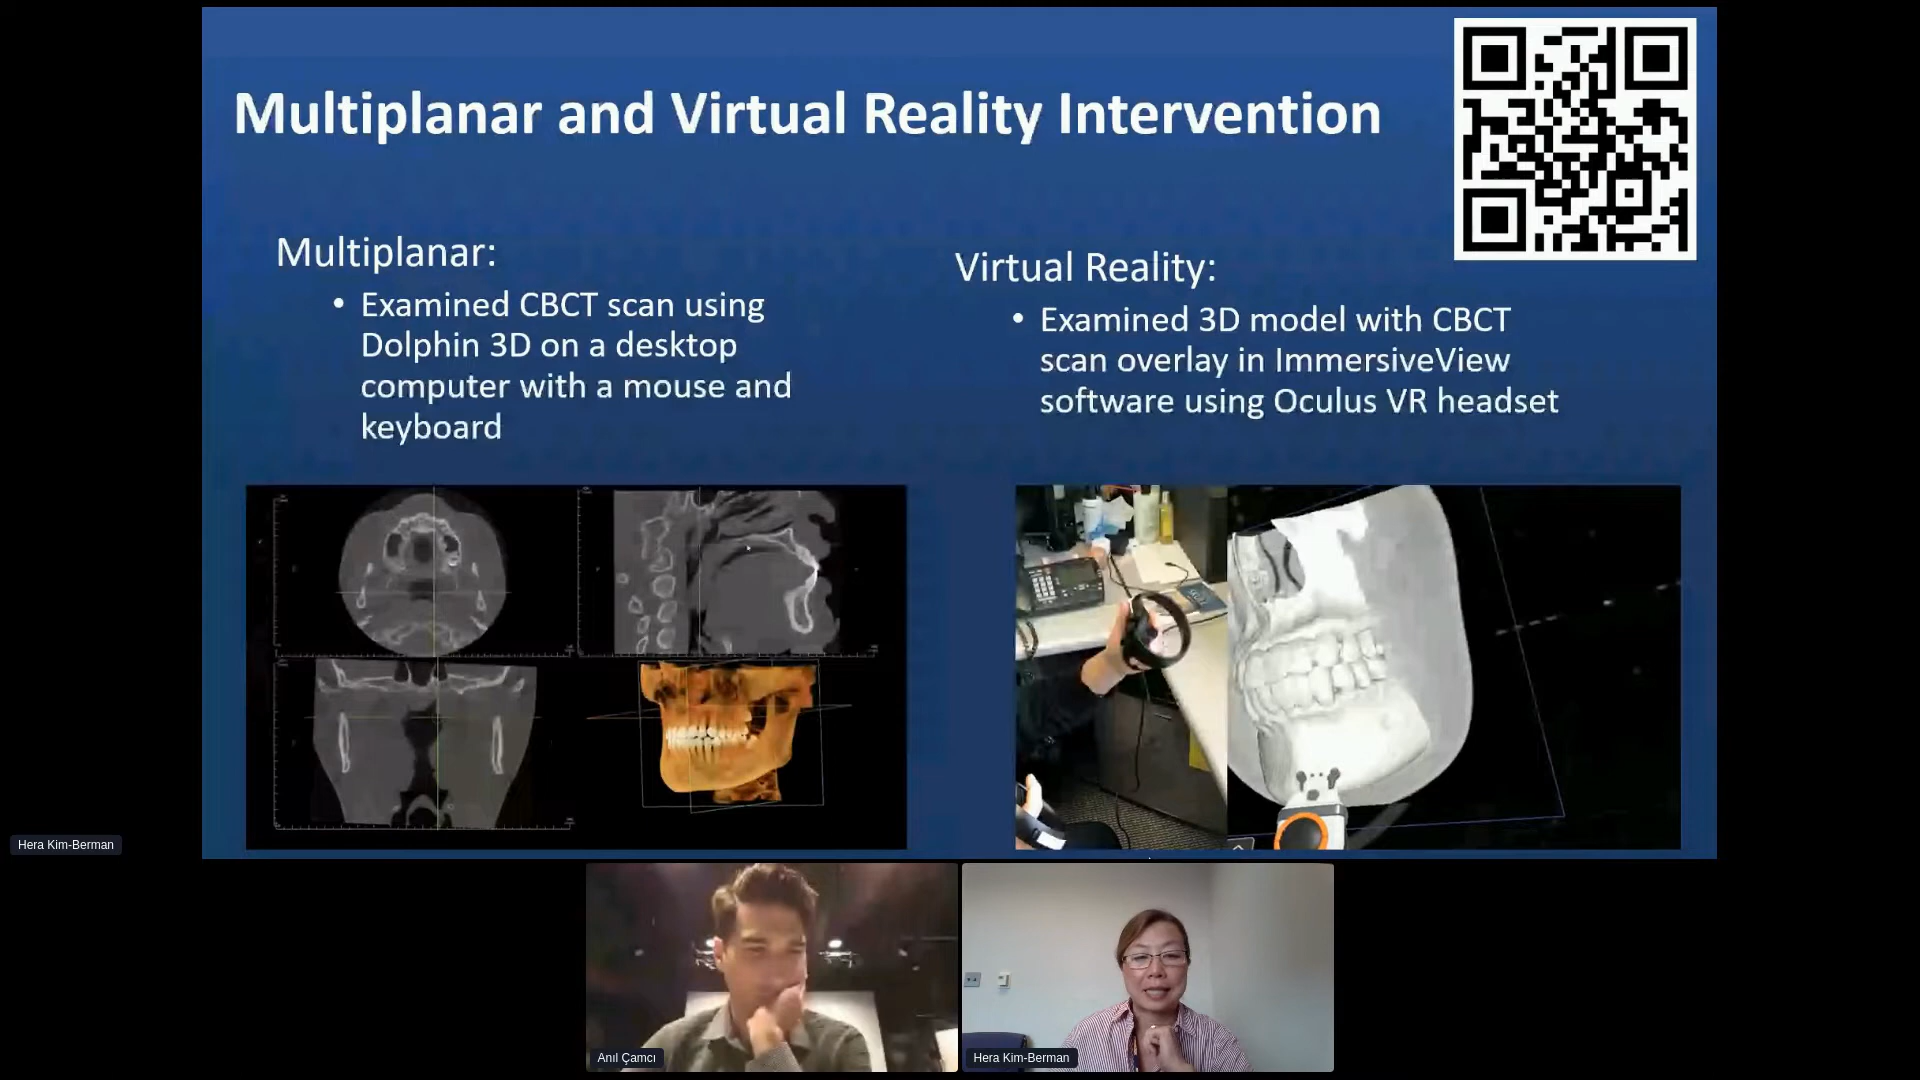 Multiplanar and Virtual Reality Intervention
Multiplanar:
• Examined CBCT scan using
Dolphin 3D on a desktop
computer with a mouse and
keyboard
Virtual Reality:
• Examined 3D model with CBCT
scan overlay in ImmersiveView
software using Oculus VR headset
Hera Kim-Berman
Anıl Çamcı
Hera Kim-Berman